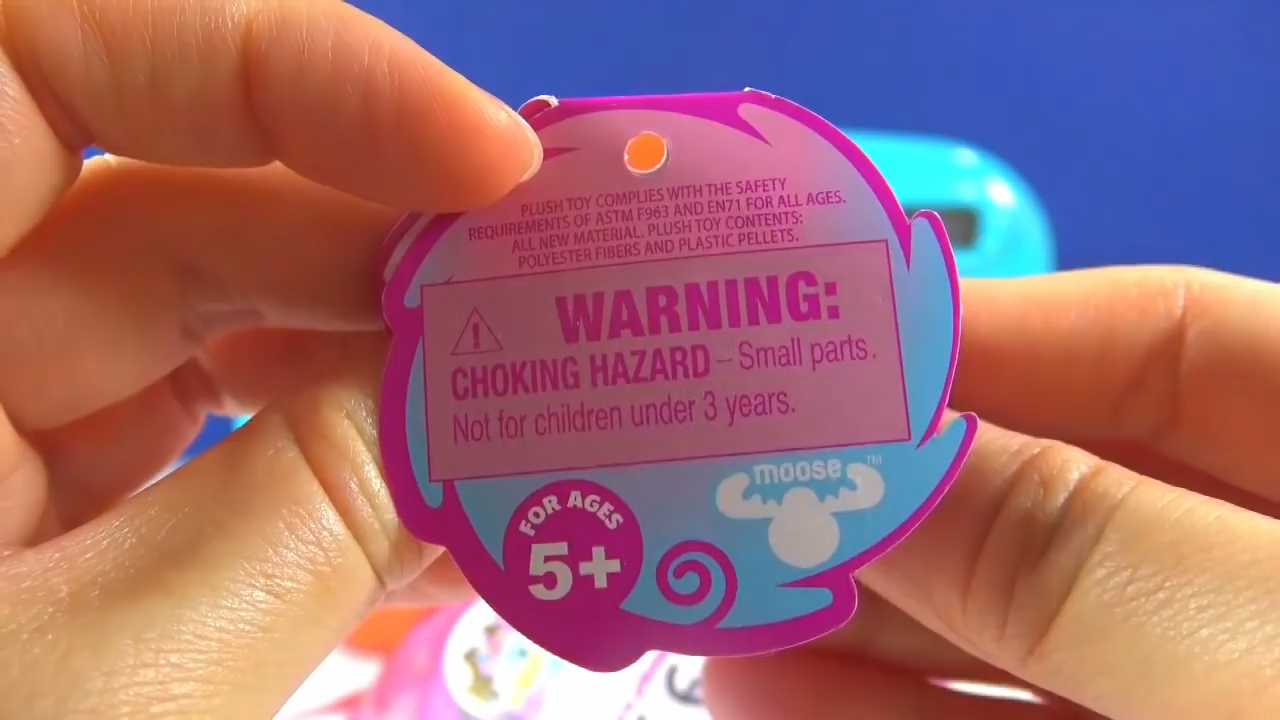 PLUSH TOY COMPLIES WITH THE SAFETY
REQUIREMENTS OF ASTM F963 AND EN71 FOR ALL AGES.
ALL NEW MATERIAL. PLUSH TOY CONTENTS:
POLYESTER FIBERS AND PLASTIC PELLETS.
WARNING:
CHOKING HAZARD – Small parts.
Not for children under 3 years.
moose™
FOR AGES
5+